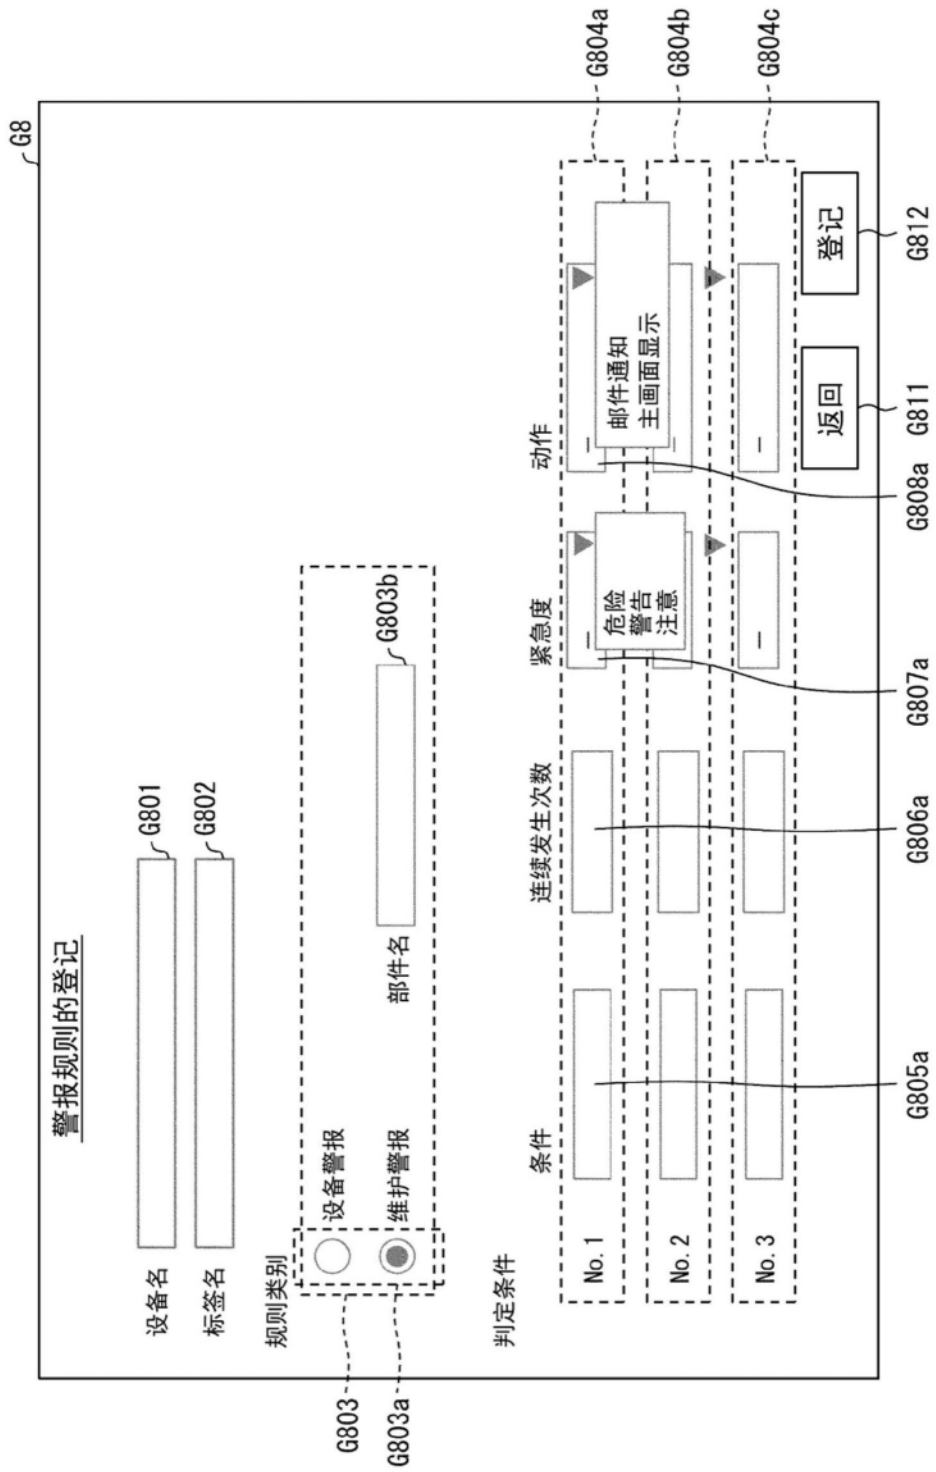 G8
警报规则的登记
设备名
G801
标签名
G802
规则类别
设备警报
维护警报
部件名
G803b
G803
G803a
判定条件
条件
连续发生次数
紧急度
动作
No.1
–
–
G804a
危险
警告
注意
邮件通知
主画面显示
No.2
G804b
No.3
–
–
G804c
返回
登记
G805a
G806a
G807a
G808a
G811
G812